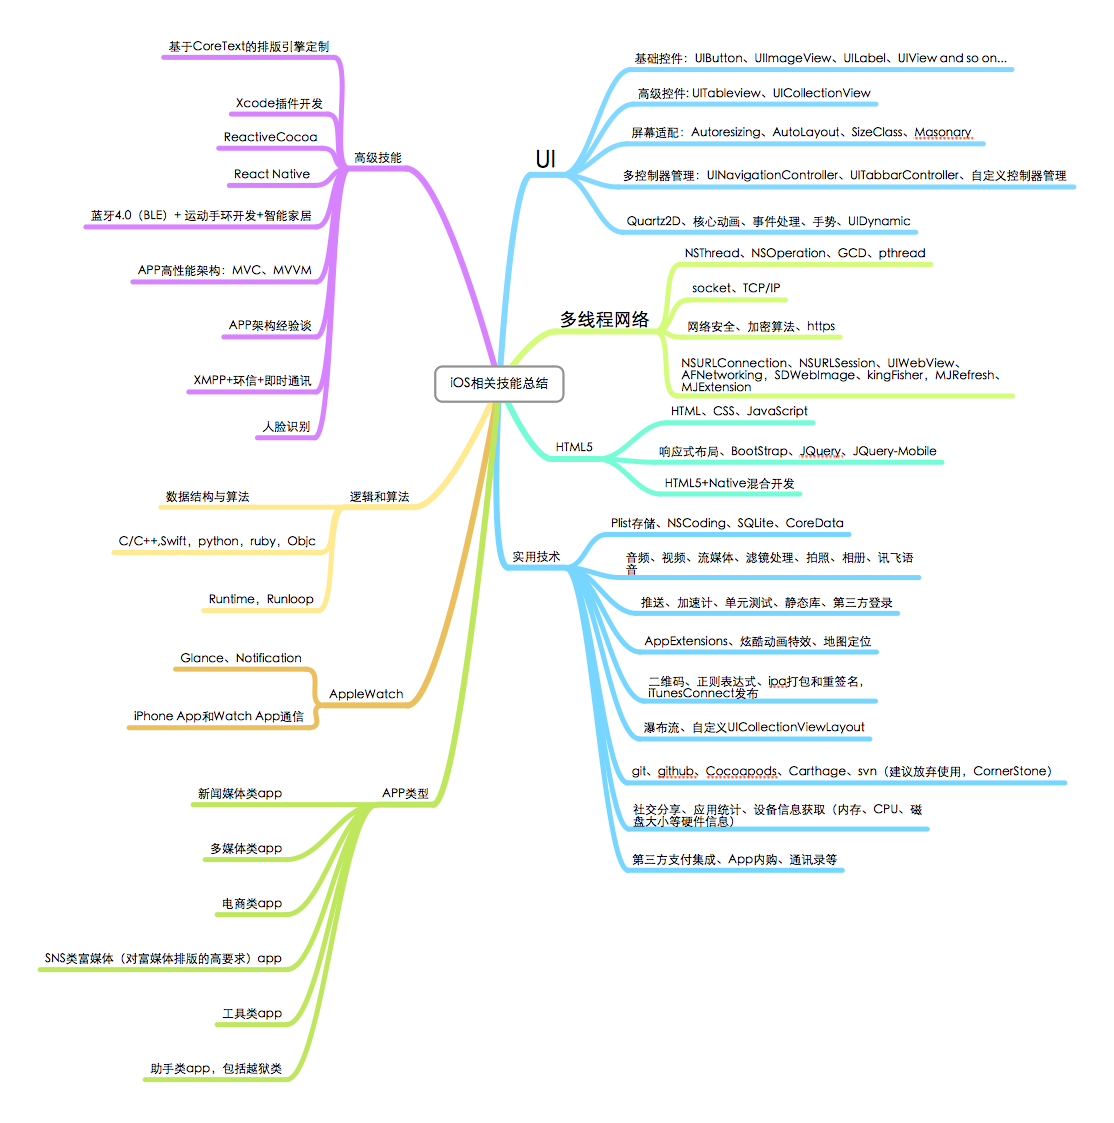 iOS相关技能总结
UI
基础控件：UIButton、UIImageView、UILabel、UIView and so on...
高级控件: UITableview、UICollectionView
屏幕适配：Autoresizing、AutoLayout、SizeClass、Masonary
多控制器管理：UINavigationController、UITabbarController、自定义控制器管理
Quartz2D、核心动画、事件处理、手势、UIDynamic
多线程网络
NSThread、NSOperation、GCD、pthread
socket、TCP/IP
网络安全、加密算法、https
NSURLConnection、NSURLSession、UIWebView、
AFNetworking，SDWebImage、kingFisher，MJRefresh、
MJExtension
HTML5
HTML、CSS、JavaScript
响应式布局、BootStrap、JQuery、JQuery-Mobile
HTML5+Native混合开发
实用技术
Plist存储、NSCoding、SQLite、CoreData
音频、视频、流媒体、滤镜处理、拍照、相册、讯飞语
音
推送、加速计、单元测试、静态库、第三方登录
AppExtensions、炫酷动画特效、地图定位
二维码、正则表达式、ipa打包和重签名，
iTunesConnect发布
瀑布流、自定义UICollectionViewLayout
git、github、Cocoapods、Carthage、svn（建议放弃使用，CornerStone）
社交分享、应用统计、设备信息获取（内存、CPU、磁
盘大小等硬件信息）
第三方支付集成、App内购、通讯录等
高级技能
基于CoreText的排版引擎定制
Xcode插件开发
ReactiveCocoa
React Native
蓝牙4.0（BLE）+ 运动手环开发+智能家居
APP高性能架构：MVC、MVVM
APP架构经验谈
XMPP+环信+即时通讯
人脸识别
逻辑和算法
数据结构与算法
C/C++,Swift，python，ruby，Objc
Runtime，Runloop
AppleWatch
Glance、Notification
iPhone App和Watch App通信
APP类型
新闻媒体类app
多媒体类app
电商类app
SNS类富媒体（对富媒体排版的高要求）app
工具类app
助手类app，包括越狱类